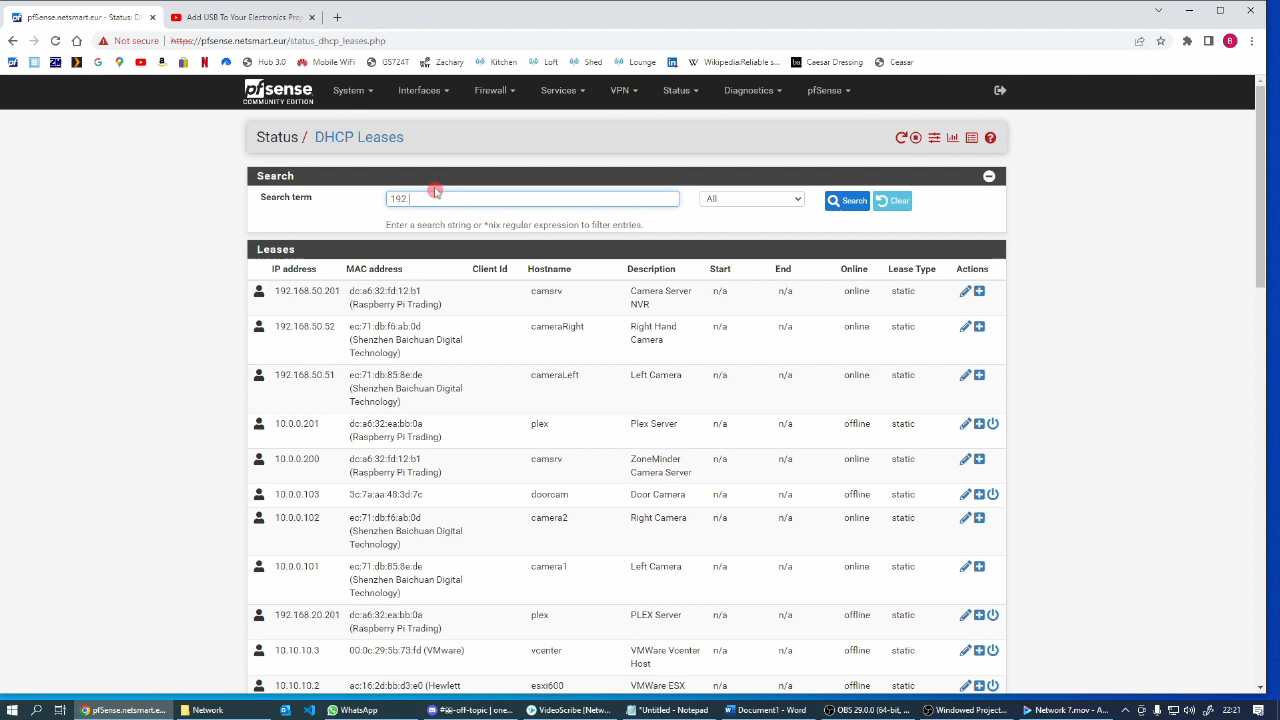 pfSense.netsmart.eur - Status: D
Add USB To Your Electronics Proj
Not secure
https://pfsense.netsmart.eur/status_dhcp_leases.php
Hub 3.0
Mobile WiFi
GS724T
Zachary
Kitchen
Loft
Shed
Lounge
Wikipedia:Reliable s...
Caesar Dressing
Ceasar
pfsense
COMMUNITY EDITION
System
Interfaces
Firewall
Services
VPN
Status
Diagnostics
pfSense
Status / DHCP Leases
Search
Search term
192.
All
Search
Clear
Enter a search string or *nix regular expression to filter entries.
Leases
IP address MAC address Client Id Hostname Description Start End Online Lease Type Actions
192.168.50.201 dc:a6:32:fd:12:b1 camsrv Camera Server n/a n/a online static
(Raspberry Pi Trading) NVR
192.168.50.52 ec:71:db:f6:ab:0d cameraRight Right Hand n/a n/a online static
(Shenzhen Baichuan Digital Camera
Technology)
192.168.50.51 ec:71:db:85:8e:de cameraLeft Left Camera n/a n/a online static
(Shenzhen Baichuan Digital
Technology)
10.0.0.201 dc:a6:32:ea:bb:0a plex Plex Server n/a n/a offline static
(Raspberry Pi Trading)
10.0.0.200 dc:a6:32:fd:12:b1 camsrv ZoneMinder n/a n/a online static
(Raspberry Pi Trading) Camera Server
10.0.0.103 3c:7a:aa:48:3d:7c doorcam Door Camera n/a n/a offline static
10.0.0.102 ec:71:db:f6:ab:0d camera2 Right Camera n/a n/a online static
(Shenzhen Baichuan Digital
Technology)
10.0.0.101 ec:71:db:85:8e:de camera1 Left Camera n/a n/a online static
(Shenzhen Baichuan Digital
Technology)
192.168.20.201 dc:a6:32:ea:bb:0a plex PLEX Server n/a n/a offline static
(Raspberry Pi Trading)
10.10.10.3 00:0c:29:5b:73:fd (VMware) vcenter VMWare Vcenter n/a n/a offline static
Host
10.10.10.2 ac:16:2d:bb:d3:e0 (Hewlett esxi600 VMWare ESX n/a n/a offline static
pfSense.netsmart.e...
Network
WhatsApp
#off-topic | one...
VideoScribe [Netw...
*Untitled - Notepad
Document1 - Word
OBS 29.0.0 (64-bit, ...
Windowed Projector...
Network 7.mov - A...
22:21